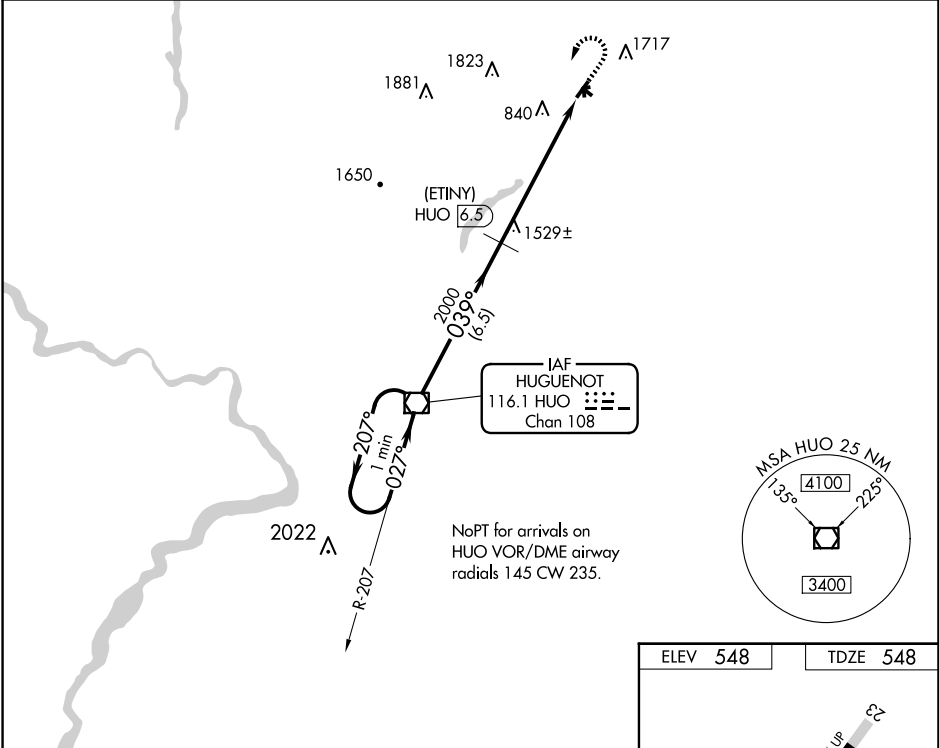 1717
1823
1881
840
1650
(ETINY)
HUO 6.5
1529±
2000
039°
(6.5)
IAF
HUGUENOT
116.1 HUO
Chan 108
207°
1 min
027°
MSA HUO 25 NM
135°
4100
225°
3400
2022
NoPT for arrivals on
HUO VOR/DME airway
radials 145 CW 235.
R-207
ELEV 548
TDZE 548
23
UP